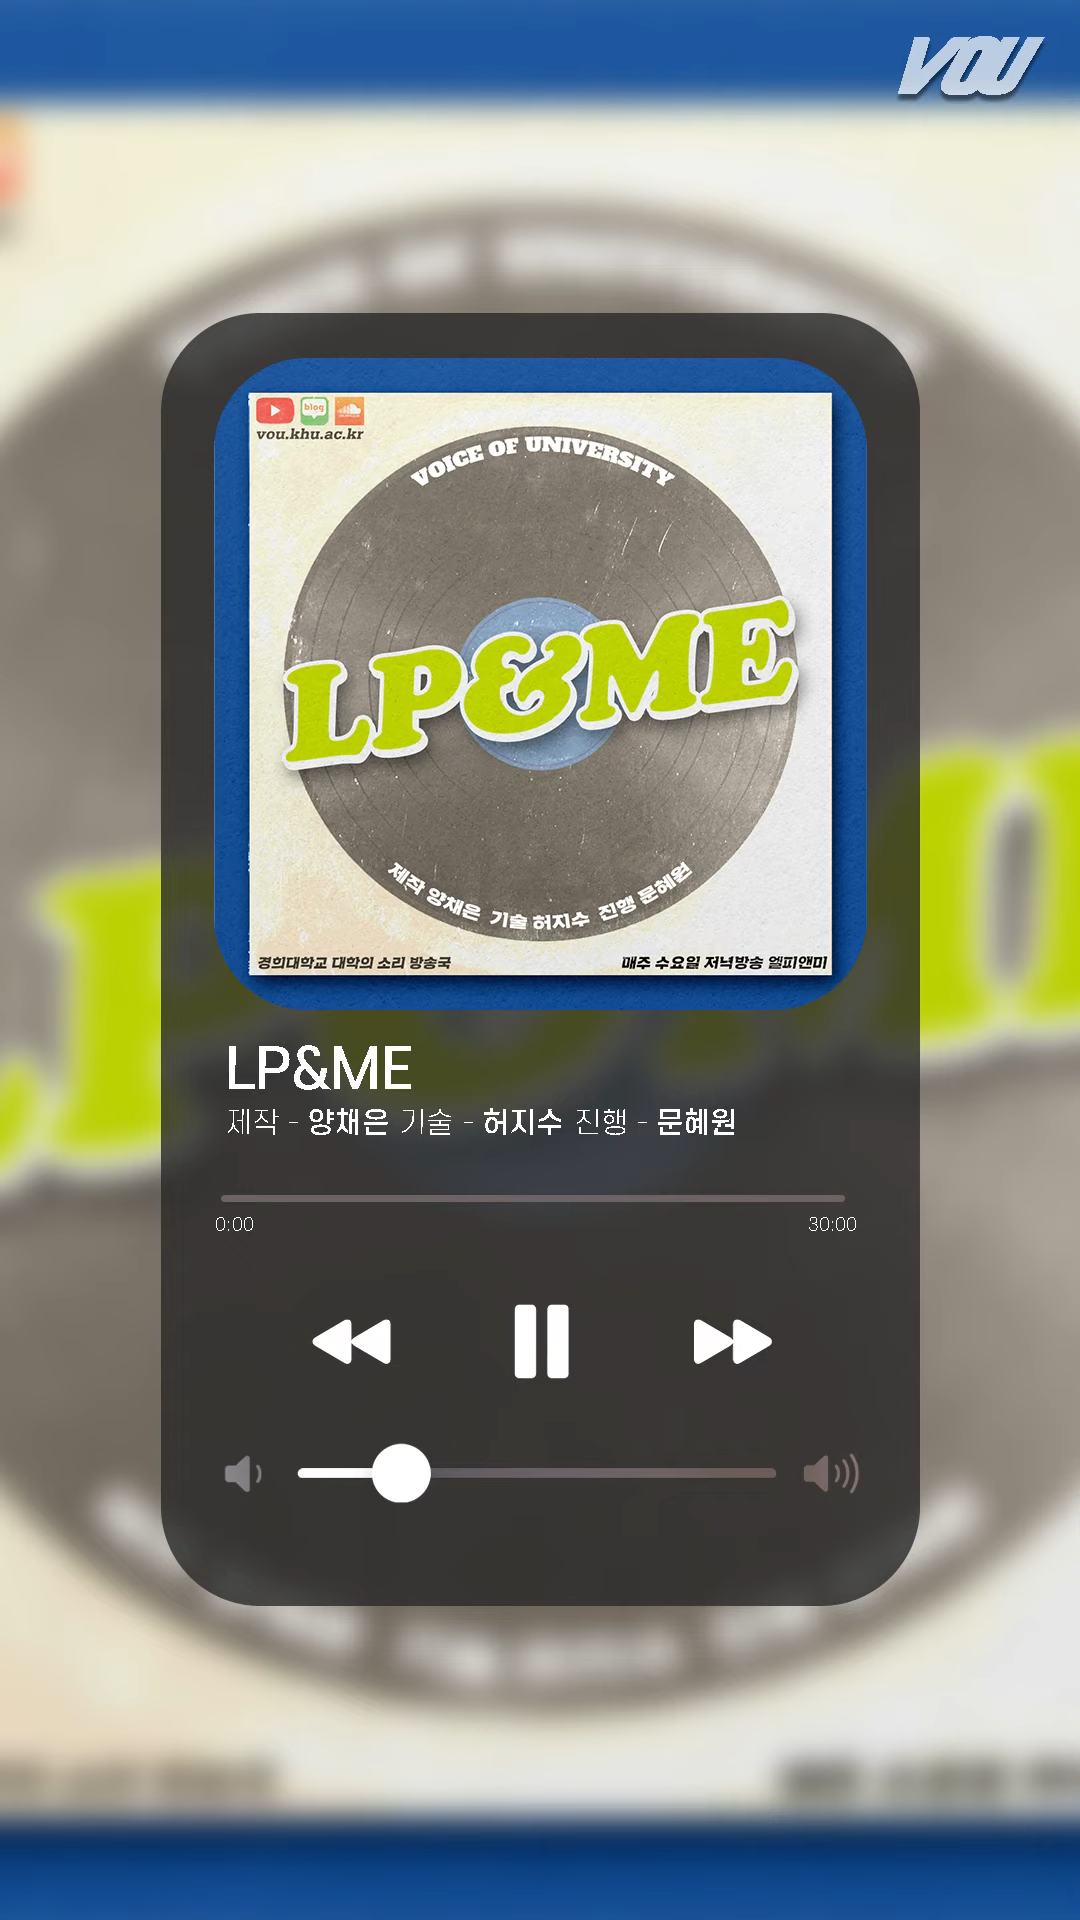 VOU
blog
vou.khu.ac.kr
VOICE OF UNIVERSITY
LP&ME
제작 양채은 기술 허지수 진행 문혜원
경희대학교 대학의 소리 방송국
매주 수요일 저녁방송 엘피앤미
LP&ME
제작 - 양채은 기술 - 허지수 진행 - 문혜원
0:00
30:00